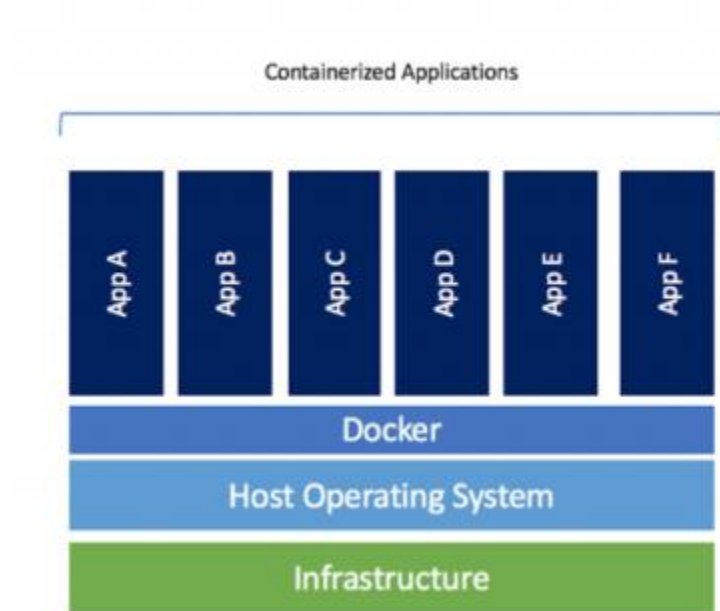 Containerized Applications
App A
App B
App C
App D
App E
App F
Docker
Host Operating System
Infrastructure